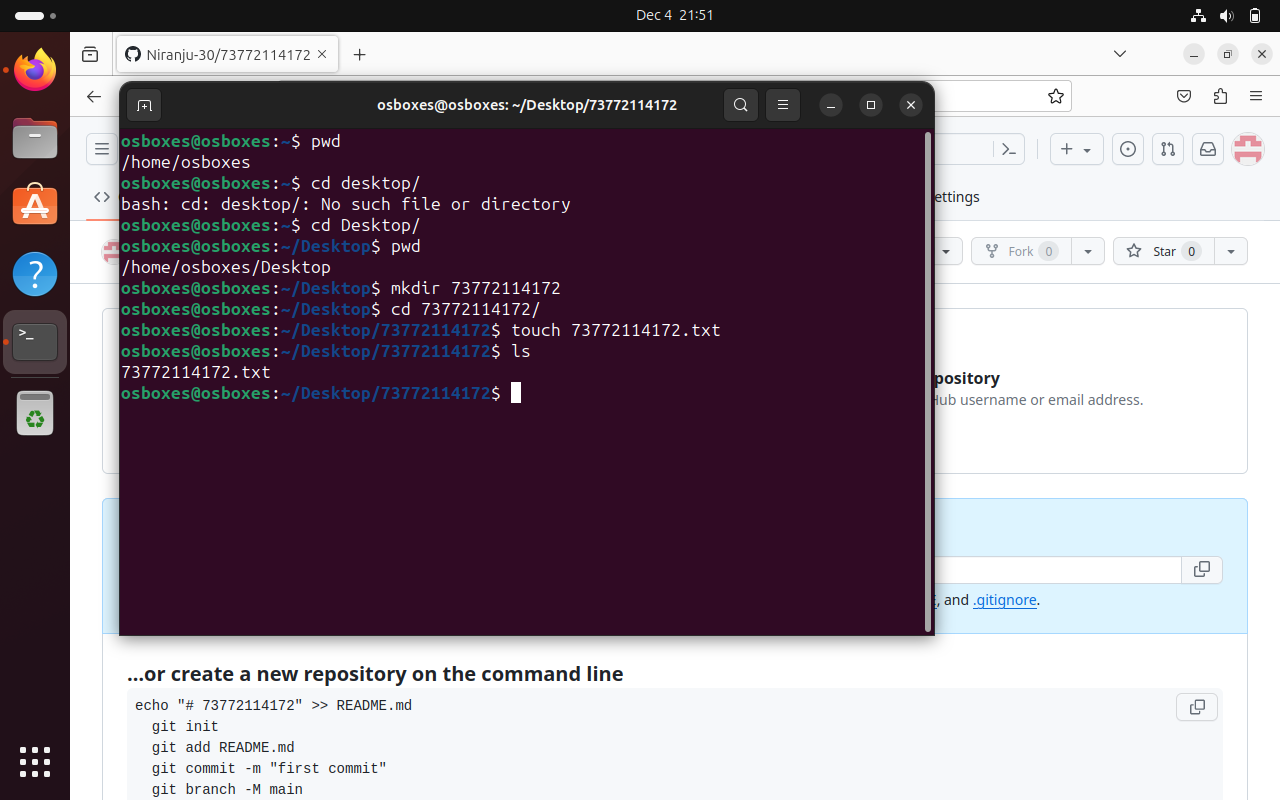 Dec 4 21:51
Niranju-30/73772114172
osboxes@osboxes: ~/Desktop/73772114172
osboxes@osboxes:~$ pwd
/home/osboxes
osboxes@osboxes:~$ cd desktop/
bash: cd: desktop/: No such file or directory
osboxes@osboxes:~$ cd Desktop/
osboxes@osboxes:~/Desktop$ pwd
/home/osboxes/Desktop
osboxes@osboxes:~/Desktop$ mkdir 73772114172
osboxes@osboxes:~/Desktop$ cd 73772114172/
osboxes@osboxes:~/Desktop/73772114172$ touch 73772114172.txt
osboxes@osboxes:~/Desktop/73772114172$ ls
73772114172.txt
osboxes@osboxes:~/Desktop/73772114172$
ettings
Fork 0
Star 0
pository
Hub username or email address.
, and .gitignore.
...or create a new repository on the command line
echo "# 73772114172" >> README.md
git init
git add README.md
git commit -m "first commit"
git branch -M main